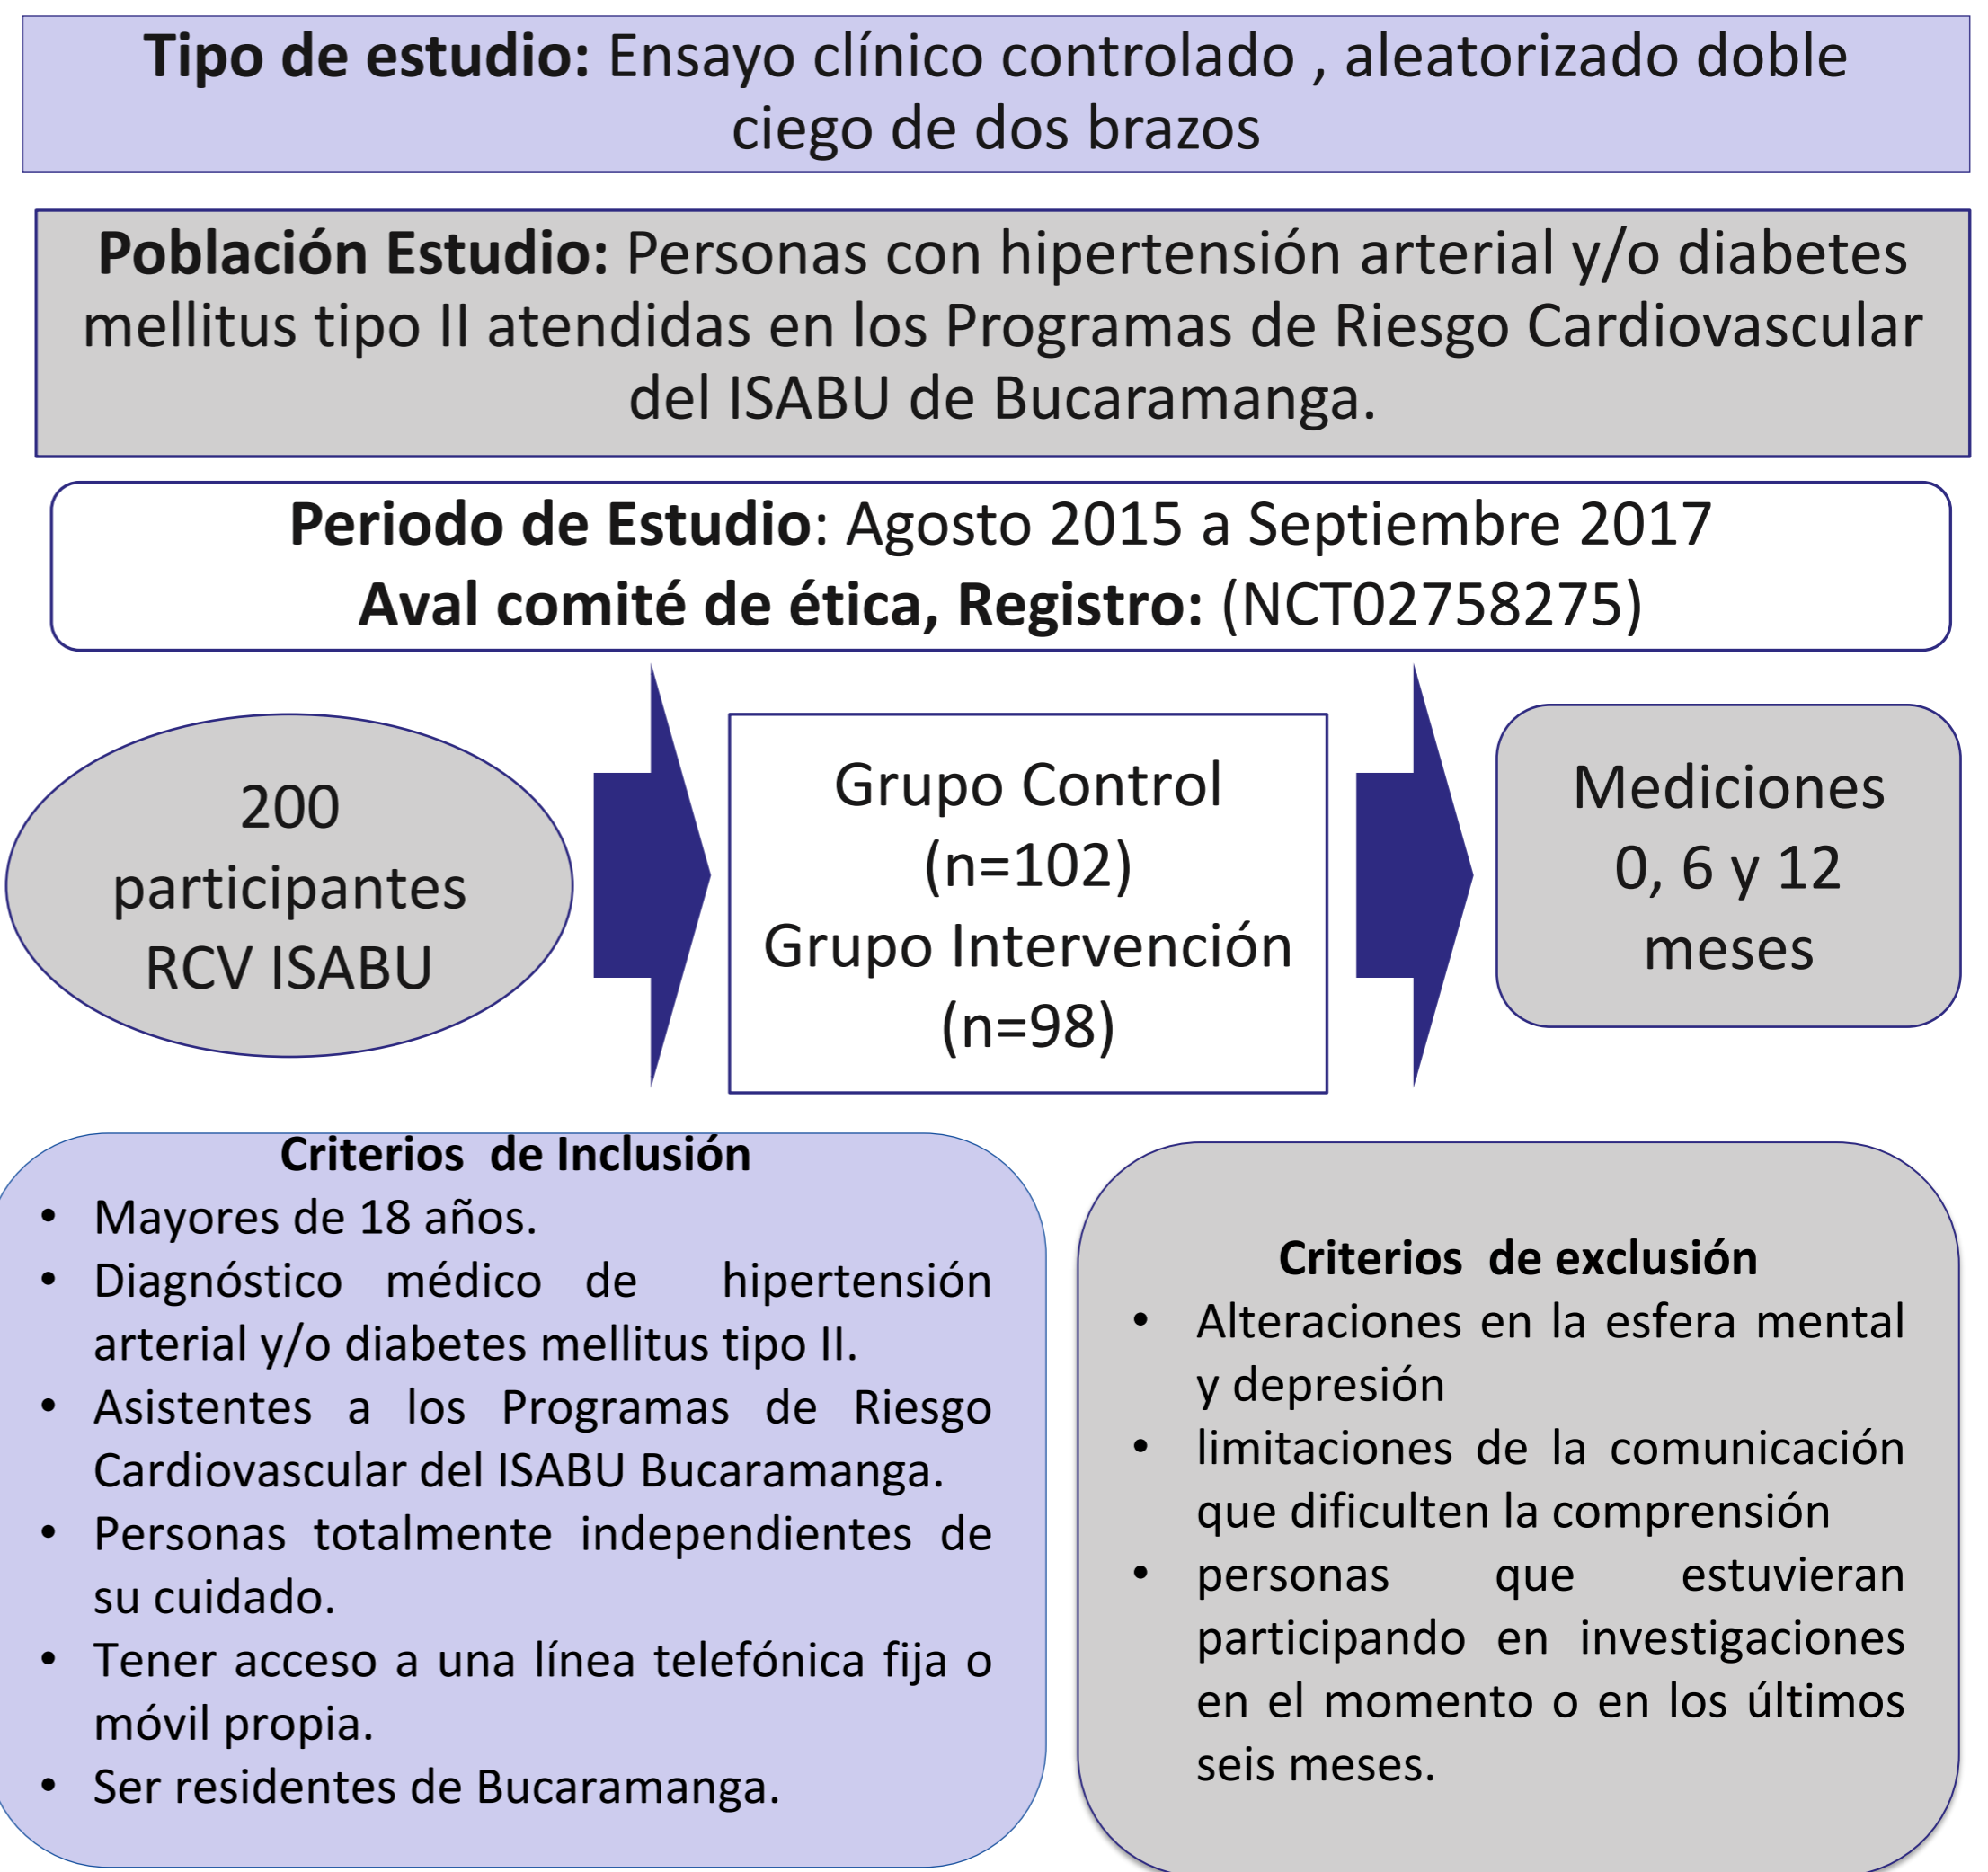 Tipo de estudio: Ensayo clínico controlado , aleatorizado doble
ciego de dos brazos
Población Estudio: Personas con hipertensión arterial y/o diabetes
mellitus tipo II atendidas en los Programas de Riesgo Cardiovascular
del ISABU de Bucaramanga.
Periodo de Estudio: Agosto 2015 a Septiembre 2017
Aval comité de ética, Registro: (NCT02758275)
200
participantes
RCV ISABU
Grupo Control
(n=102)
Grupo Intervención
(n=98)
Mediciones
0, 6 y 12
meses
Criterios de Inclusión
• Mayores de 18 años.
• Diagnóstico médico de hipertensión
arterial y/o diabetes mellitus tipo II.
• Asistentes a los Programas de Riesgo
Cardiovascular del ISABU Bucaramanga.
• Personas totalmente independientes de
su cuidado.
• Tener acceso a una línea telefónica fija o
móvil propia.
• Ser residentes de Bucaramanga.
Criterios de exclusión
• Alteraciones en la esfera mental
y depresión
• limitaciones de la comunicación
que dificulten la comprensión
• personas que estuvieran
participando en investigaciones
en el momento o en los últimos
seis meses.